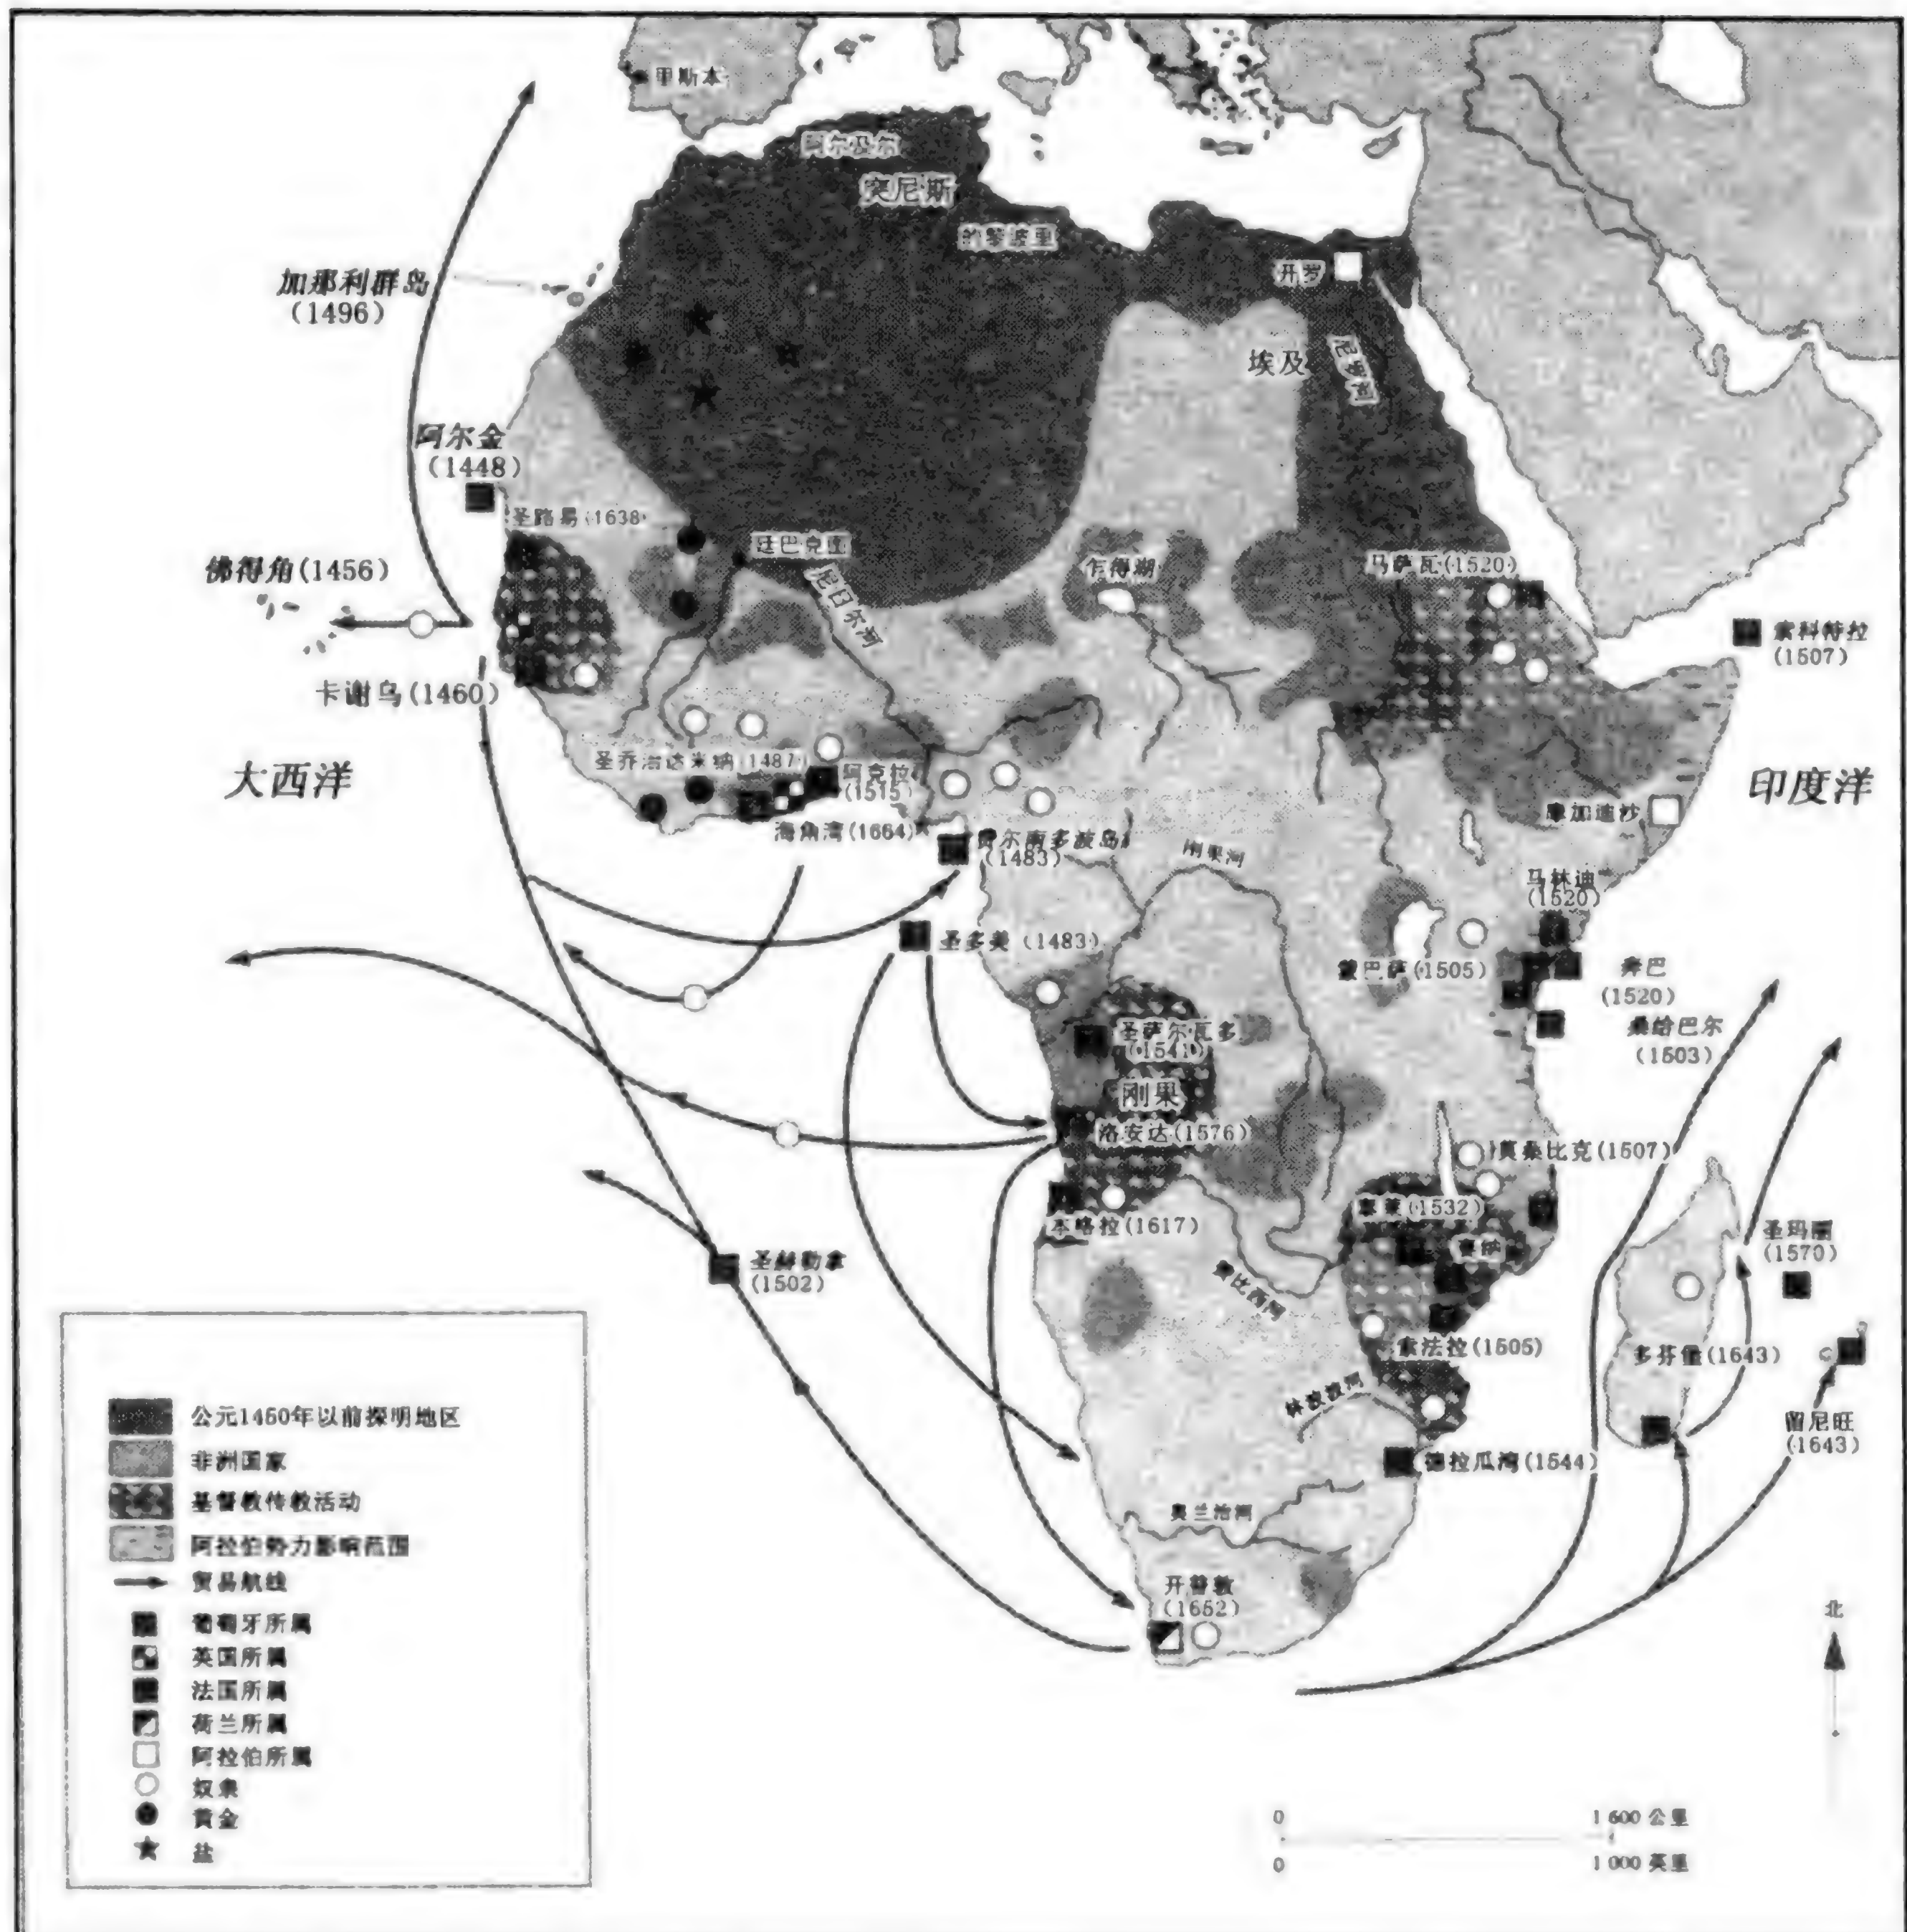 里斯本
阿尔及尔
突尼斯
的黎波里
开罗
加那利群岛
(1496)
埃及
尼罗河
阿尔金
(1448)
圣路易(1638)
廷巴克图
乍得湖
马萨瓦(1520)
佛得角(1456)
尼日尔河
索科特拉
(1507)
卡谢乌(1460)
大西洋
印度洋
圣乔治达米纳(1487)
阿克拉
(1515)
摩加迪沙
海角湾(1664)
费尔南多波岛
(1483)
刚果河
马林迪
(1520)
圣多美(1483)
蒙巴萨(1505)
奔巴
(1520)
桑给巴尔
(1503)
圣萨尔瓦多
(1541)
刚果
洛安达(1576)
莫桑比克(1507)
本格拉(1617)
塞莱(1532)
塞纳
圣玛丽
(1570)
圣赫勒拿
(1502)
赞比西河
索法拉(1505)
多芬堡(1643)
林波波河
留尼旺
(1643)
德拉瓜湾(1544)
奥兰治河
开普敦
(1652)
北
公元1450年以前探明地区
非洲国家
基督教传教活动
阿拉伯势力影响范围
贸易航线
葡萄牙所属
英国所属
法国所属
荷兰所属
阿拉伯所属
奴隶
黄金
盐
0 1 600 公里
0 1 000 英里